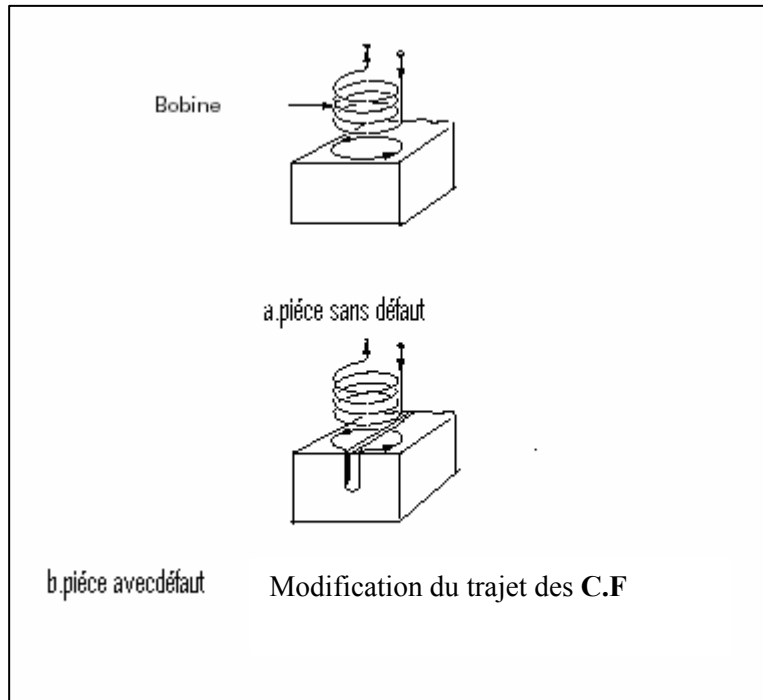 Bobine
a.piéce sans défaut
b.piéce avecdéfaut Modification du trajet des C.F